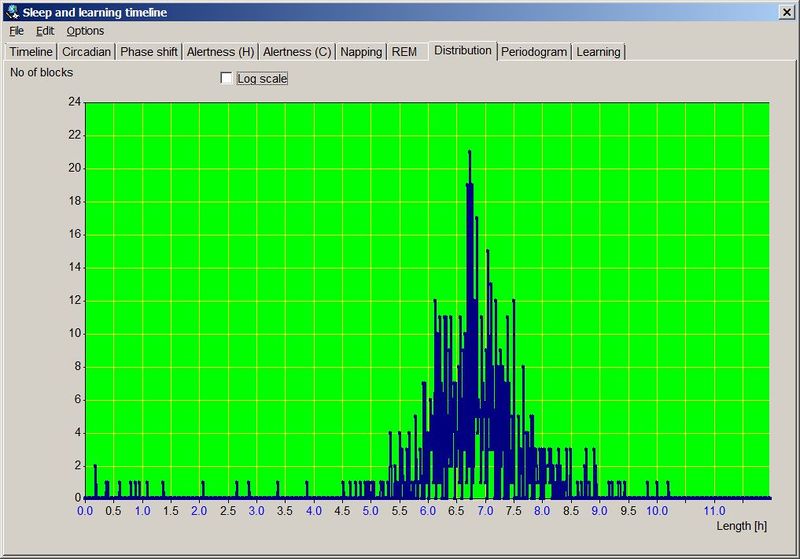 Sleep and learning timeline
File Edit Options
Timeline Circadian Phase shift Alertness (H) Alertness (C) Napping REM Distribution Periodogram Learning
No of blocks
Log scale
24
22
20
18
16
14
12
10
8
6
4
2
0
0.0 0.5 1.0 1.5 2.0 2.5 3.0 3.5 4.0 4.5 5.0 5.5 6.0 6.5 7.0 7.5 8.0 8.5 9.0 9.5 10.0 11.0
Length [h]